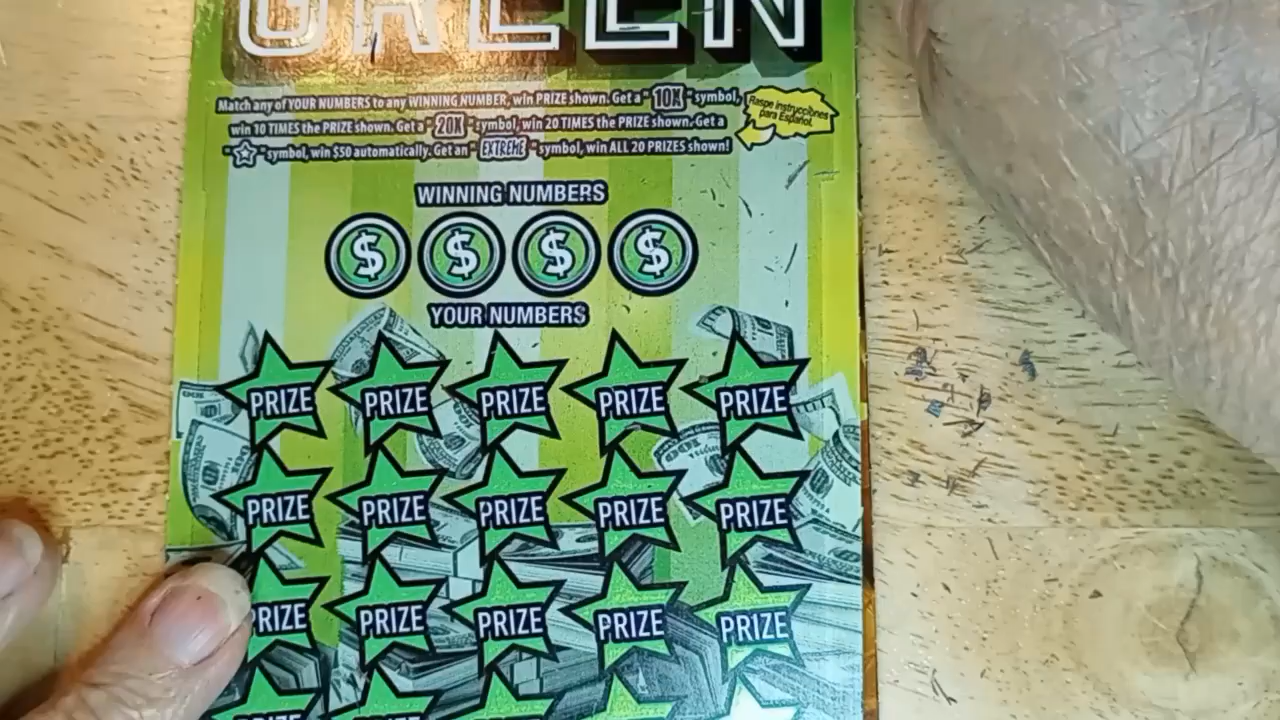 GREEN
Match any of YOUR NUMBERS to any WINNING NUMBER, win PRIZE shown. Get a "10X" symbol,
win 10 TIMES the PRIZE shown. Get a "20X" symbol, win 20 TIMES the PRIZE shown. Get a
"☆" symbol, win $50 automatically. Get an "EXTREME" symbol, win ALL 20 PRIZES shown!
Raspe instrucciones
para Español.
WINNING NUMBERS
$ $ $ $
YOUR NUMBERS
PRIZE PRIZE PRIZE PRIZE PRIZE
PRIZE PRIZE PRIZE PRIZE PRIZE
PRIZE PRIZE PRIZE PRIZE PRIZE
PRIZE PRIZE